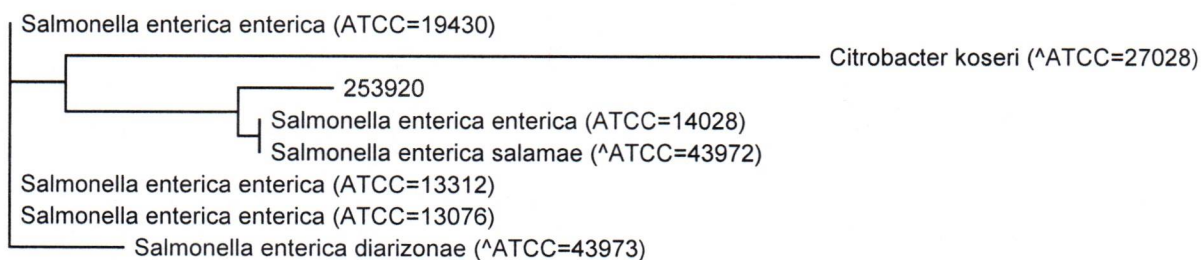 Salmonella enterica enterica (ATCC=19430)
Citrobacter koseri (^ATCC=27028)
253920
Salmonella enterica enterica (ATCC=14028)
Salmonella enterica salamae (^ATCC=43972)
Salmonella enterica enterica (ATCC=13312)
Salmonella enterica enterica (ATCC=13076)
Salmonella enterica diarizonae (^ATCC=43973)